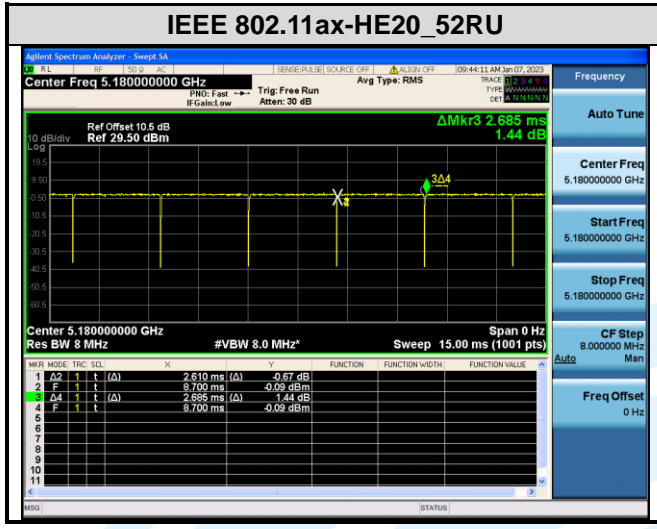 IEEE 802.11ax-HE20_52RU
Agilent Spectrum Analyzer - Swept SA
RL RF 50 Ω AC SENSE:PULSE SOURCE OFF ALIGN OFF 09:44:11 AM Jan 07, 2023
Center Freq 5.180000000 GHz
PNO: Fast
IFGain:Low
Trig: Free Run
Atten: 30 dB
Avg Type: RMS
TRACE 1 2 3 4 5 6
TYPE
DET A N N N N N
Frequency
Auto Tune
Center Freq
5.180000000 GHz
Start Freq
5.180000000 GHz
Stop Freq
5.180000000 GHz
CF Step
8.000000 MHz
Auto Man
Freq Offset
0 Hz
ΔMkr3 2.685 ms
1.44 dB
Ref Offset 10.5 dB
10 dB/div Ref 29.50 dBm
Log
19.5
9.50
-0.50
-10.5
-20.5
-30.5
-40.5
-50.5
-60.5
3Δ4
Center 5.180000000 GHz Span 0 Hz
Res BW 8 MHz #VBW 8.0 MHz* Sweep 15.00 ms (1001 pts)
MKR MODE TRC SCL X Y FUNCTION FUNCTION WIDTH FUNCTION VALUE
1 Δ2 1 t (Δ) 2.610 ms (Δ) -0.67 dB
2 F 1 t 8.700 ms -0.09 dBm
3 Δ4 1 t (Δ) 2.685 ms (Δ) 1.44 dB
4 F 1 t 8.700 ms -0.09 dBm
5
6
7
8
9
10
11
MSG STATUS